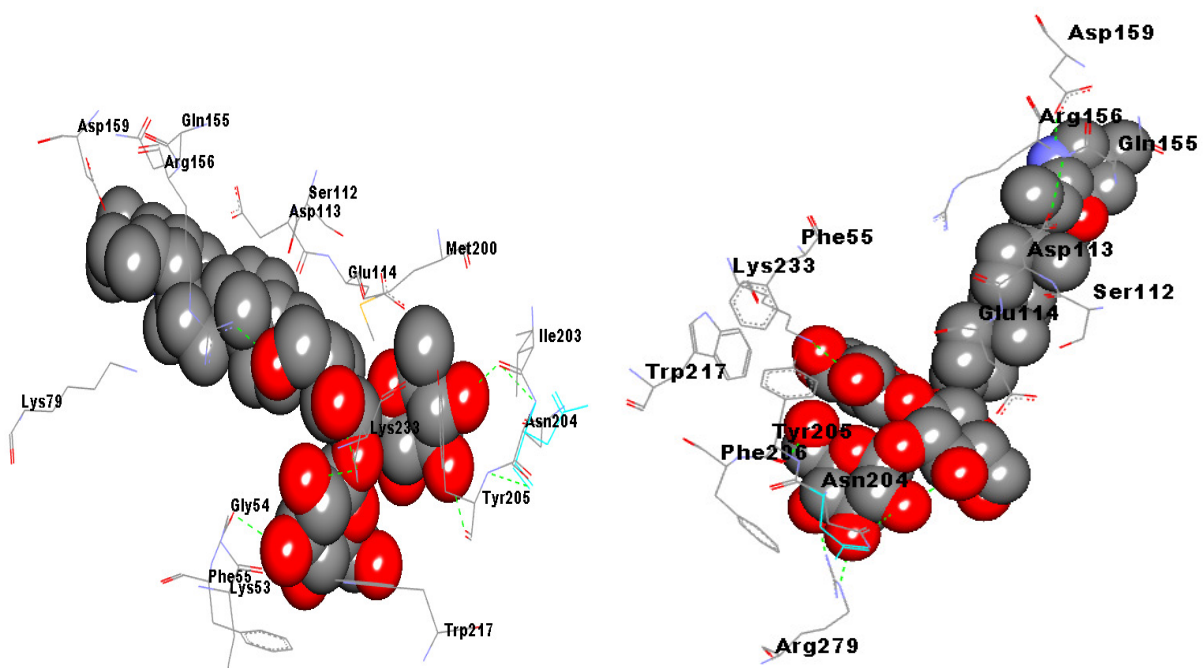 Asp159
Gln155
Arg156
Ser112
Asp113
Met200
Glu114
Ile203
Lys79
Asn204
Lys233
Tyr205
Gly54
Phe55
Lys53
Trp217
Asp159
Arg156
Gln155
Phe55
Asp113
Lys233
Ser112
Glu114
Trp217
Tyr205
Phe206
Asn204
Arg279